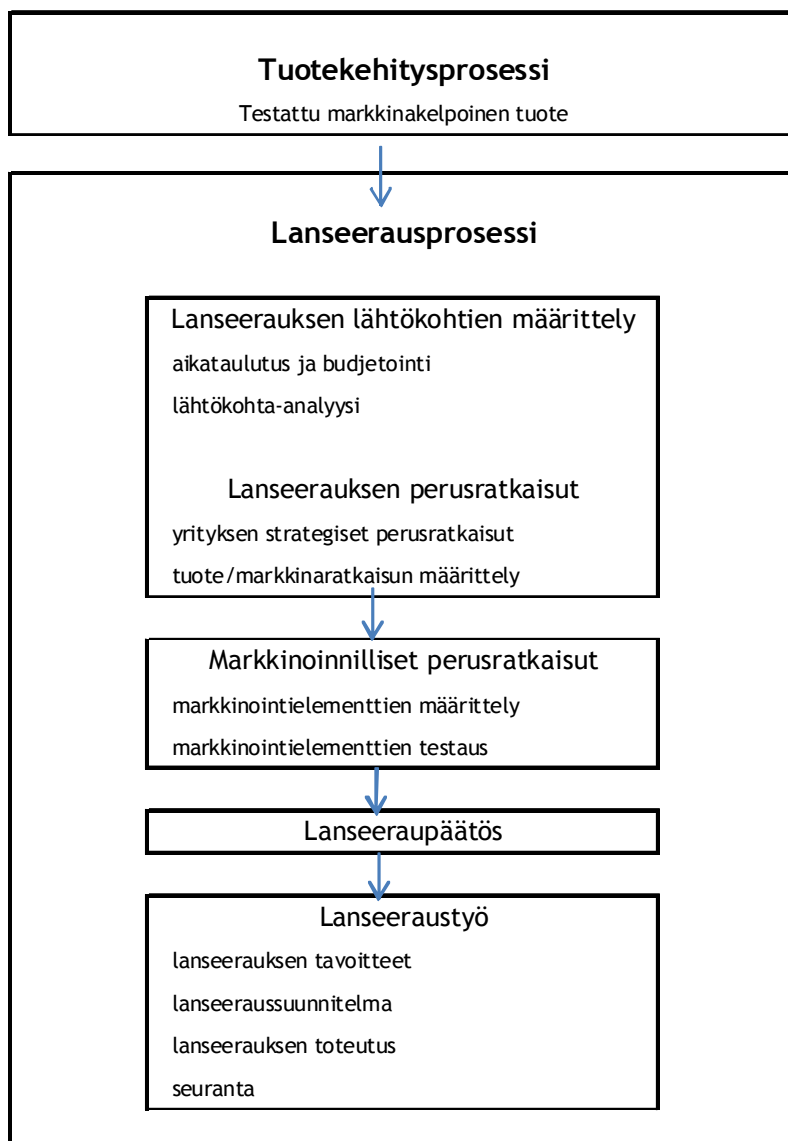 Tuotekehitysprosessi
Testattu markkinakelpoinen tuote
Lanseerausprosessi
Lanseerauksen lähtökohtien määrittely
aikataulutus ja budjetointi
lähtökohta-analyysi
Lanseerauksen perusratkaisut
yrityksen strategiset perusratkaisut
tuote/markkinaratkaisun määrittely
Markkinoinnilliset perusratkaisut
markkinointielementtien määrittely
markkinointielementtien testaus
Lanseeraupäätös
Lanseeraustyö
lanseerauksen tavoitteet
lanseeraussuunnitelma
lanseerauksen toteutus
seuranta